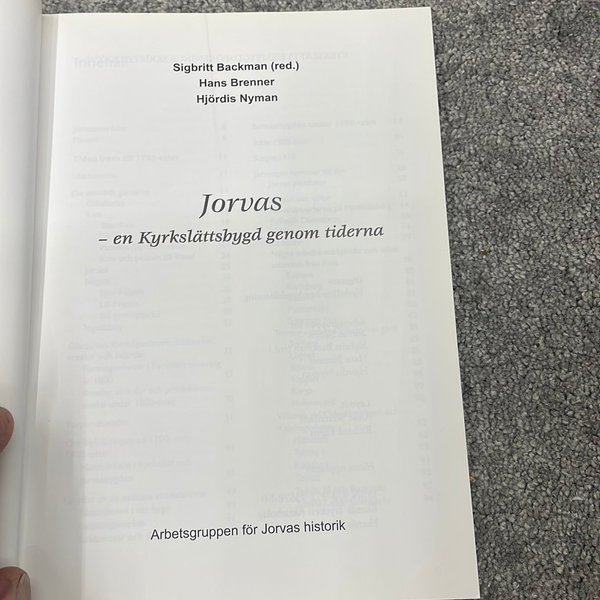 Sigbritt Backman (red.)
Hans Brenner
Hjördis Nyman
Jorvas
– en Kyrkslättsbygd genom tiderna
Arbetsgruppen för Jorvas historik